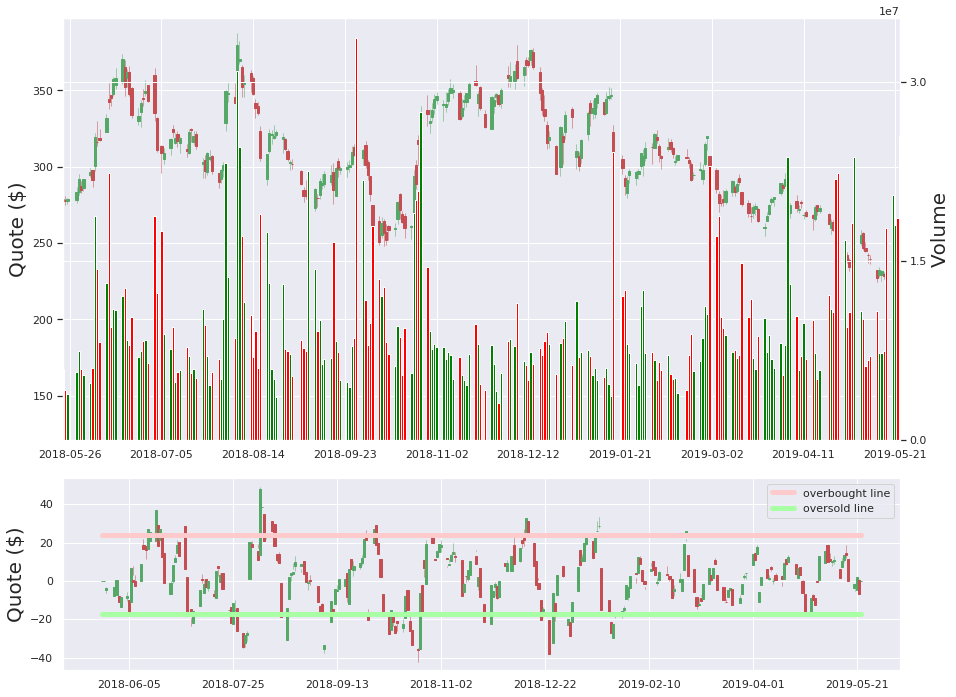 1e7
Quote ($)
350
300
250
200
150
3.0
1.5
0.0
Volume
2018-05-26 2018-07-05 2018-08-14 2018-09-23 2018-11-02 2018-12-12 2019-01-21 2019-03-02 2019-04-11 2019-05-21
Quote ($)
40
20
0
−20
−40
overbought line
oversold line
2018-06-05 2018-07-25 2018-09-13 2018-11-02 2018-12-22 2019-02-10 2019-04-01 2019-05-21